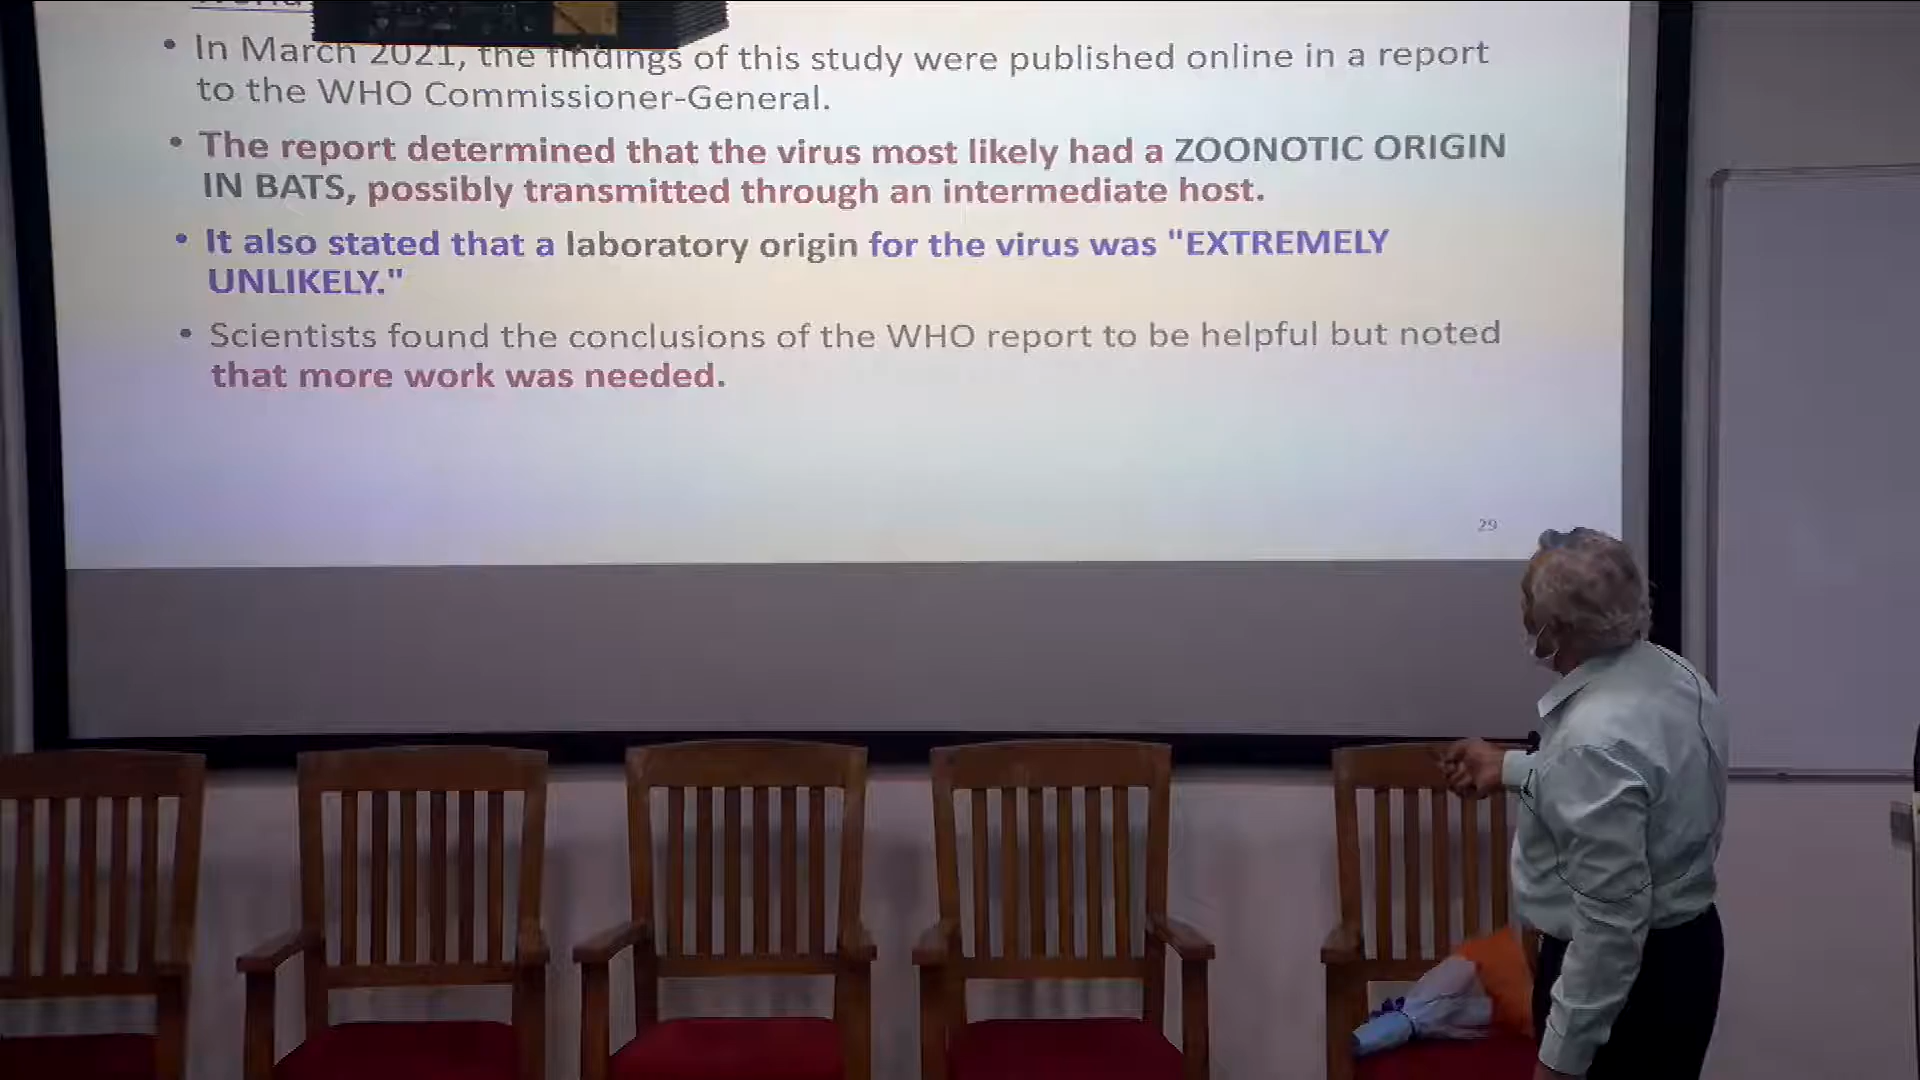 • In March 2021, the findings of this study were published online in a report
to the WHO Commissioner-General.
• The report determined that the virus most likely had a ZOONOTIC ORIGIN
IN BATS, possibly transmitted through an intermediate host.
• It also stated that a laboratory origin for the virus was "EXTREMELY
UNLIKELY."
• Scientists found the conclusions of the WHO report to be helpful but noted
that more work was needed.
29